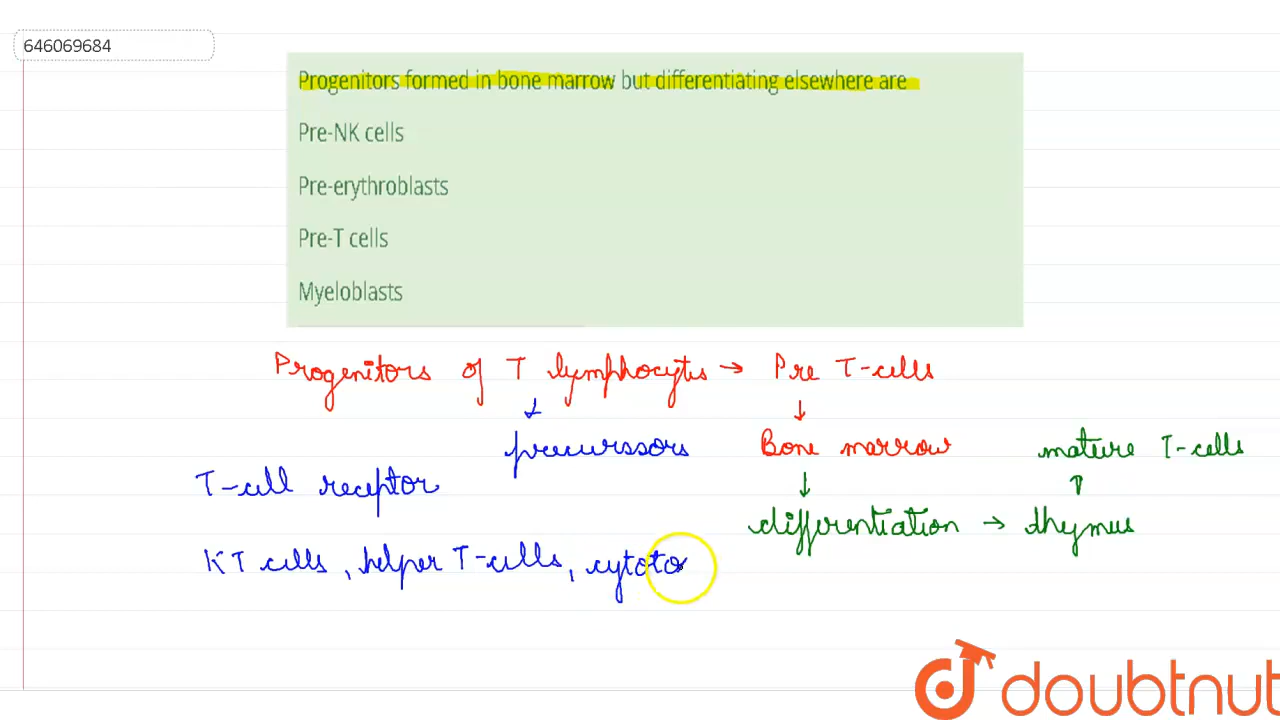 646069684
Progenitors formed in bone marrow but differentiating elsewhere are
Pre-NK cells
Pre-erythroblasts
Pre-T cells
Myeloblasts
Progenitors of T lymphocytes → Pre T-cells
↓ ↓
precurssors Bone marrow mature T-cells
T-cell receptor ↓ ↑
differentiation → thymus
KT cells, helper T-cells, cytoto
doubtnut